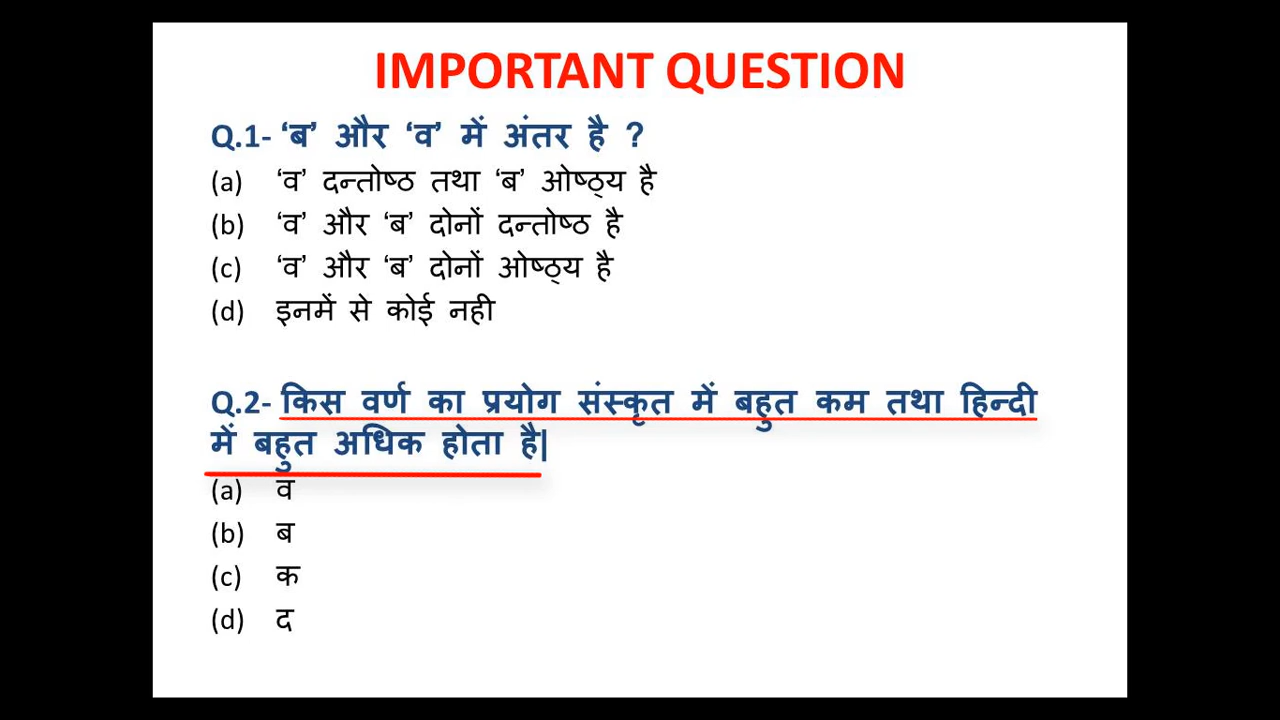 IMPORTANT QUESTION
Q.1- ‘ब’ और ‘व’ में अंतर है ?
(a) ‘व’ दन्तोष्ठ तथा ‘ब’ ओष्ठ्य है
(b) ‘व’ और ‘ब’ दोनों दन्तोष्ठ है
(c) ‘व’ और ‘ब’ दोनों ओष्ठ्य है
(d) इनमें से कोई नही
Q.2- किस वर्ण का प्रयोग संस्कृत में बहुत कम तथा हिन्दी
में बहुत अधिक होता है|
(a) व
(b) ब
(c) क
(d) द